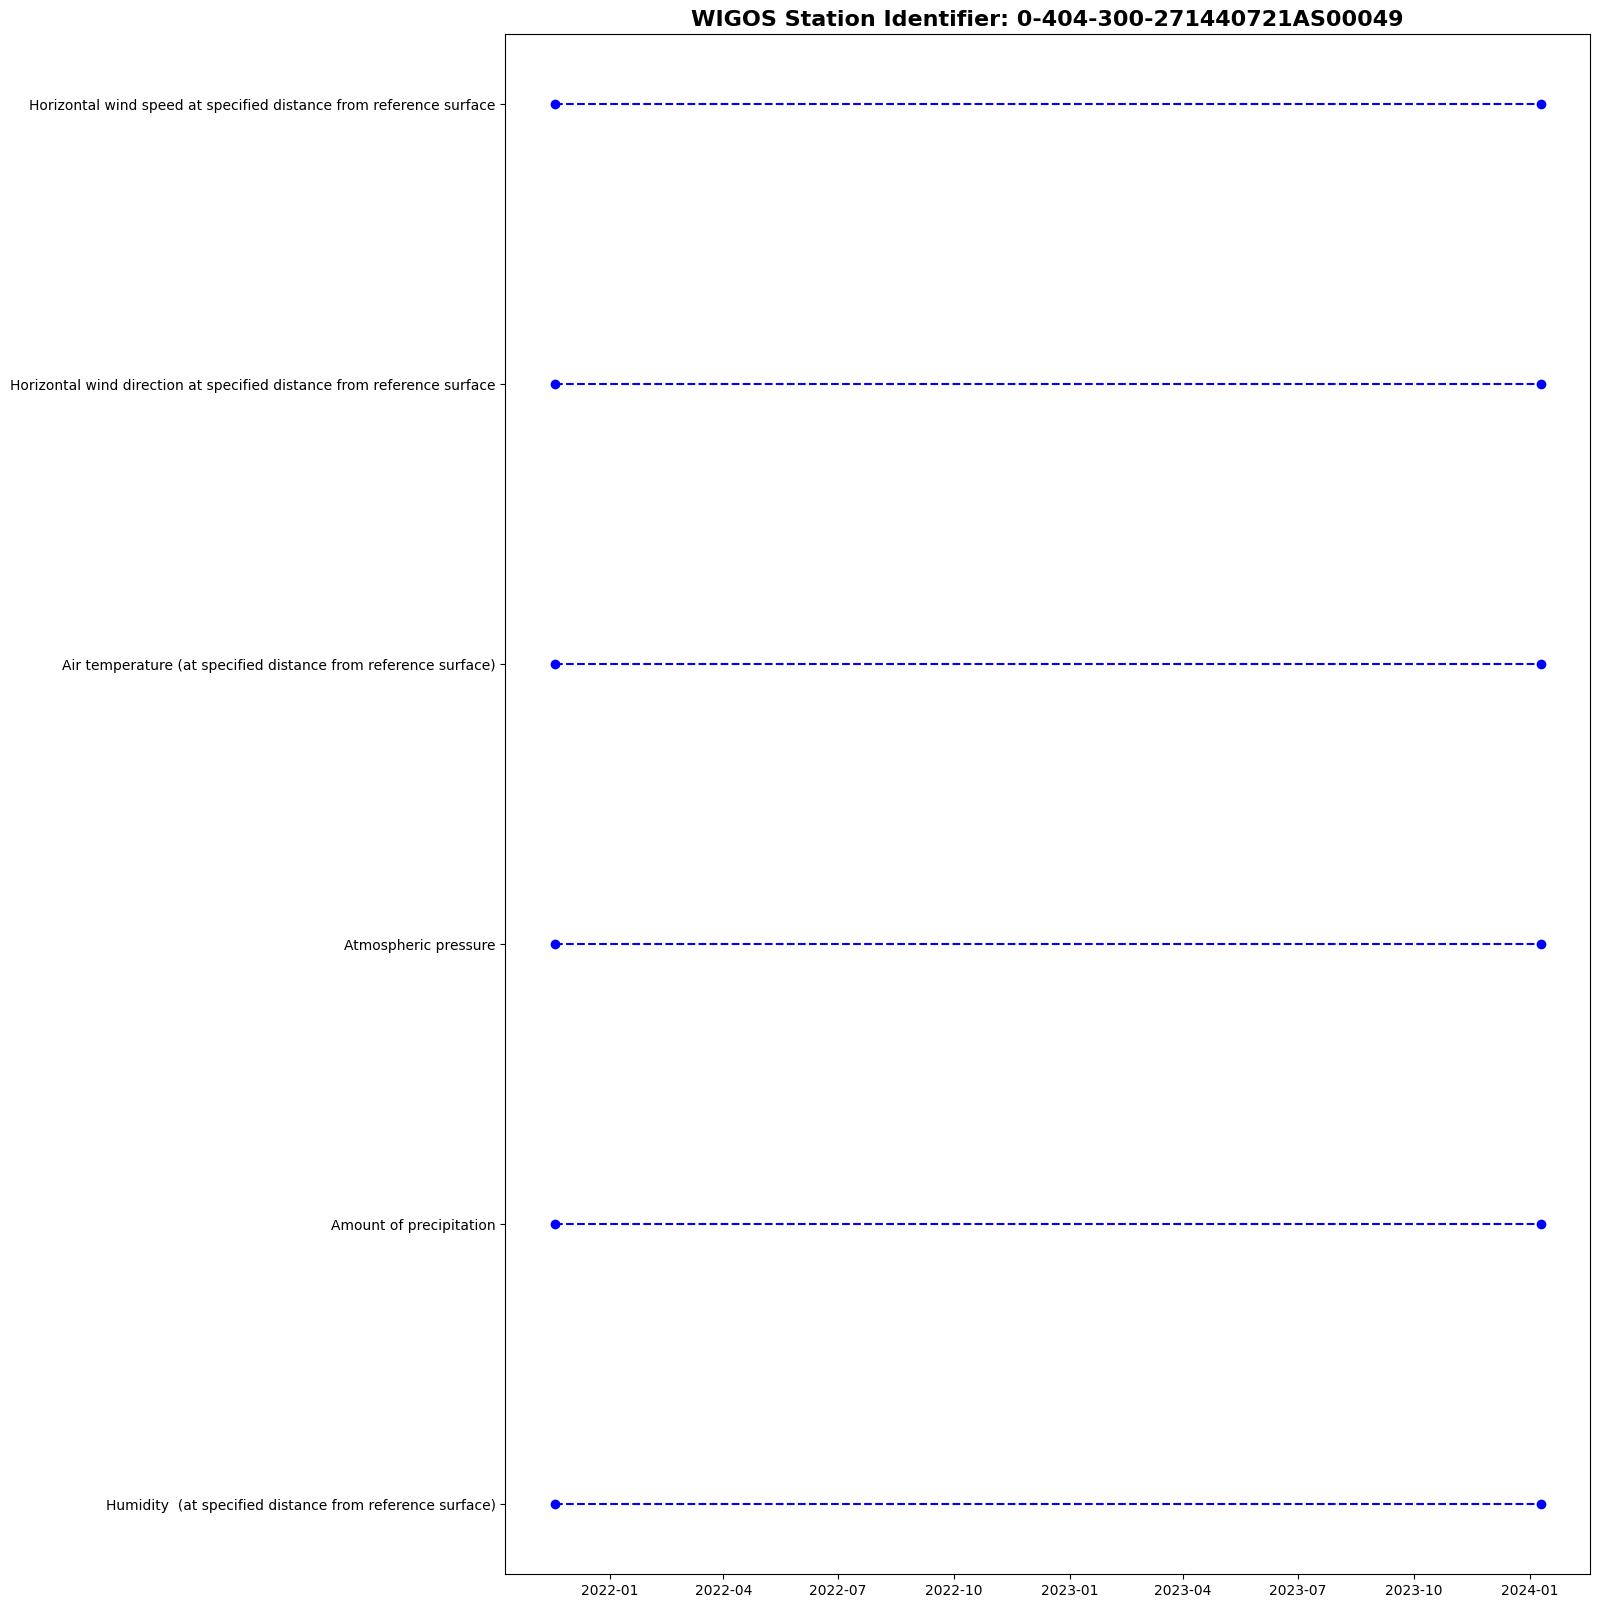 WIGOS Station Identifier: 0-404-300-271440721AS00049
Horizontal wind speed at specified distance from reference surface
Horizontal wind direction at specified distance from reference surface
Air temperature (at specified distance from reference surface)
Atmospheric pressure
Amount of precipitation
Humidity  (at specified distance from reference surface)
2022-01 2022-04 2022-07 2022-10 2023-01 2023-04 2023-07 2023-10 2024-01